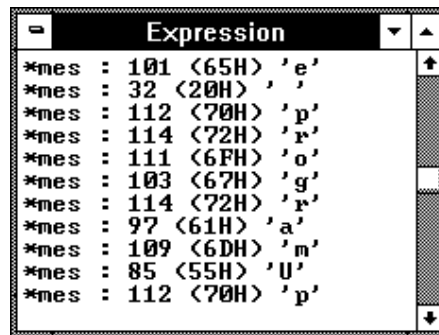 Expression
*mes : 101 (65H) 'e'
*mes : 32 (20H) ' '
*mes : 112 (70H) 'p'
*mes : 114 (72H) 'r'
*mes : 111 (6FH) 'o'
*mes : 103 (67H) 'g'
*mes : 114 (72H) 'r'
*mes : 97 (61H) 'a'
*mes : 109 (6DH) 'm'
*mes : 85 (55H) 'U'
*mes : 112 (70H) 'p'